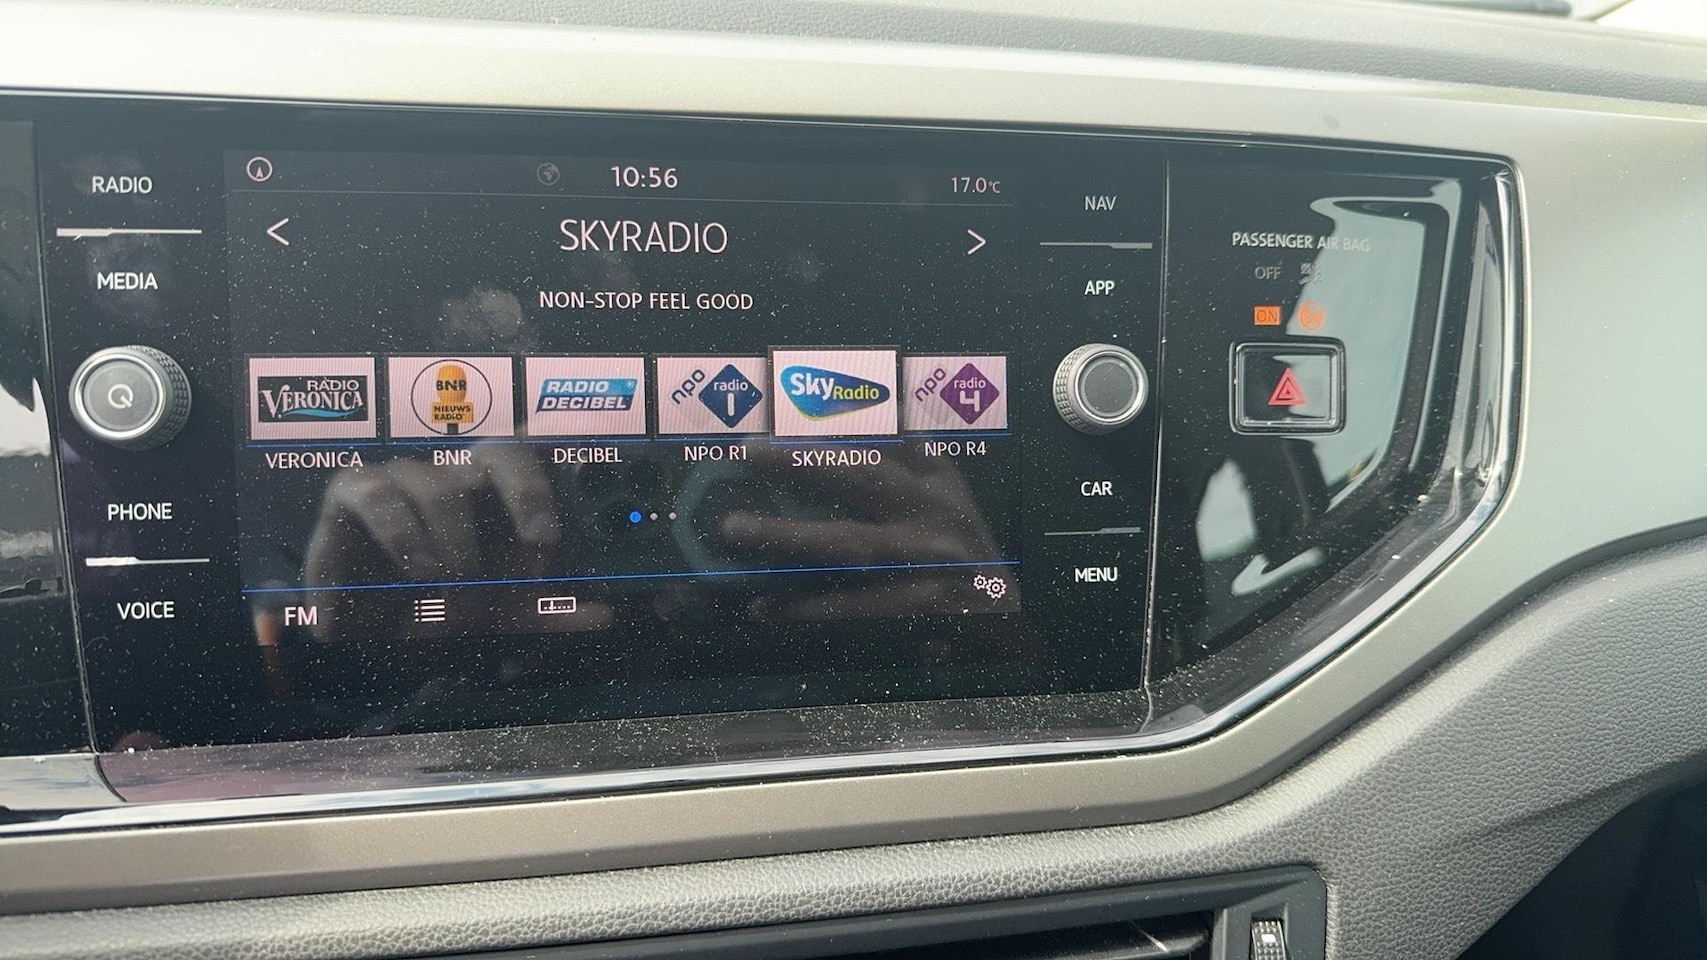 RADIO
MEDIA
PHONE
VOICE
10:56
17.0°C
<
SKYRADIO
>
NON-STOP FEEL GOOD
RADIO
VERONICA
BNR
NIEUWS
RADIO
RADIO
DECIBEL
npo
radio
1
Sky Radio
npo
radio
4
VERONICA
BNR
DECIBEL
NPO R1
SKYRADIO
NPO R4
FM
NAV
APP
CAR
MENU
PASSENGER AIR BAG
OFF
ON